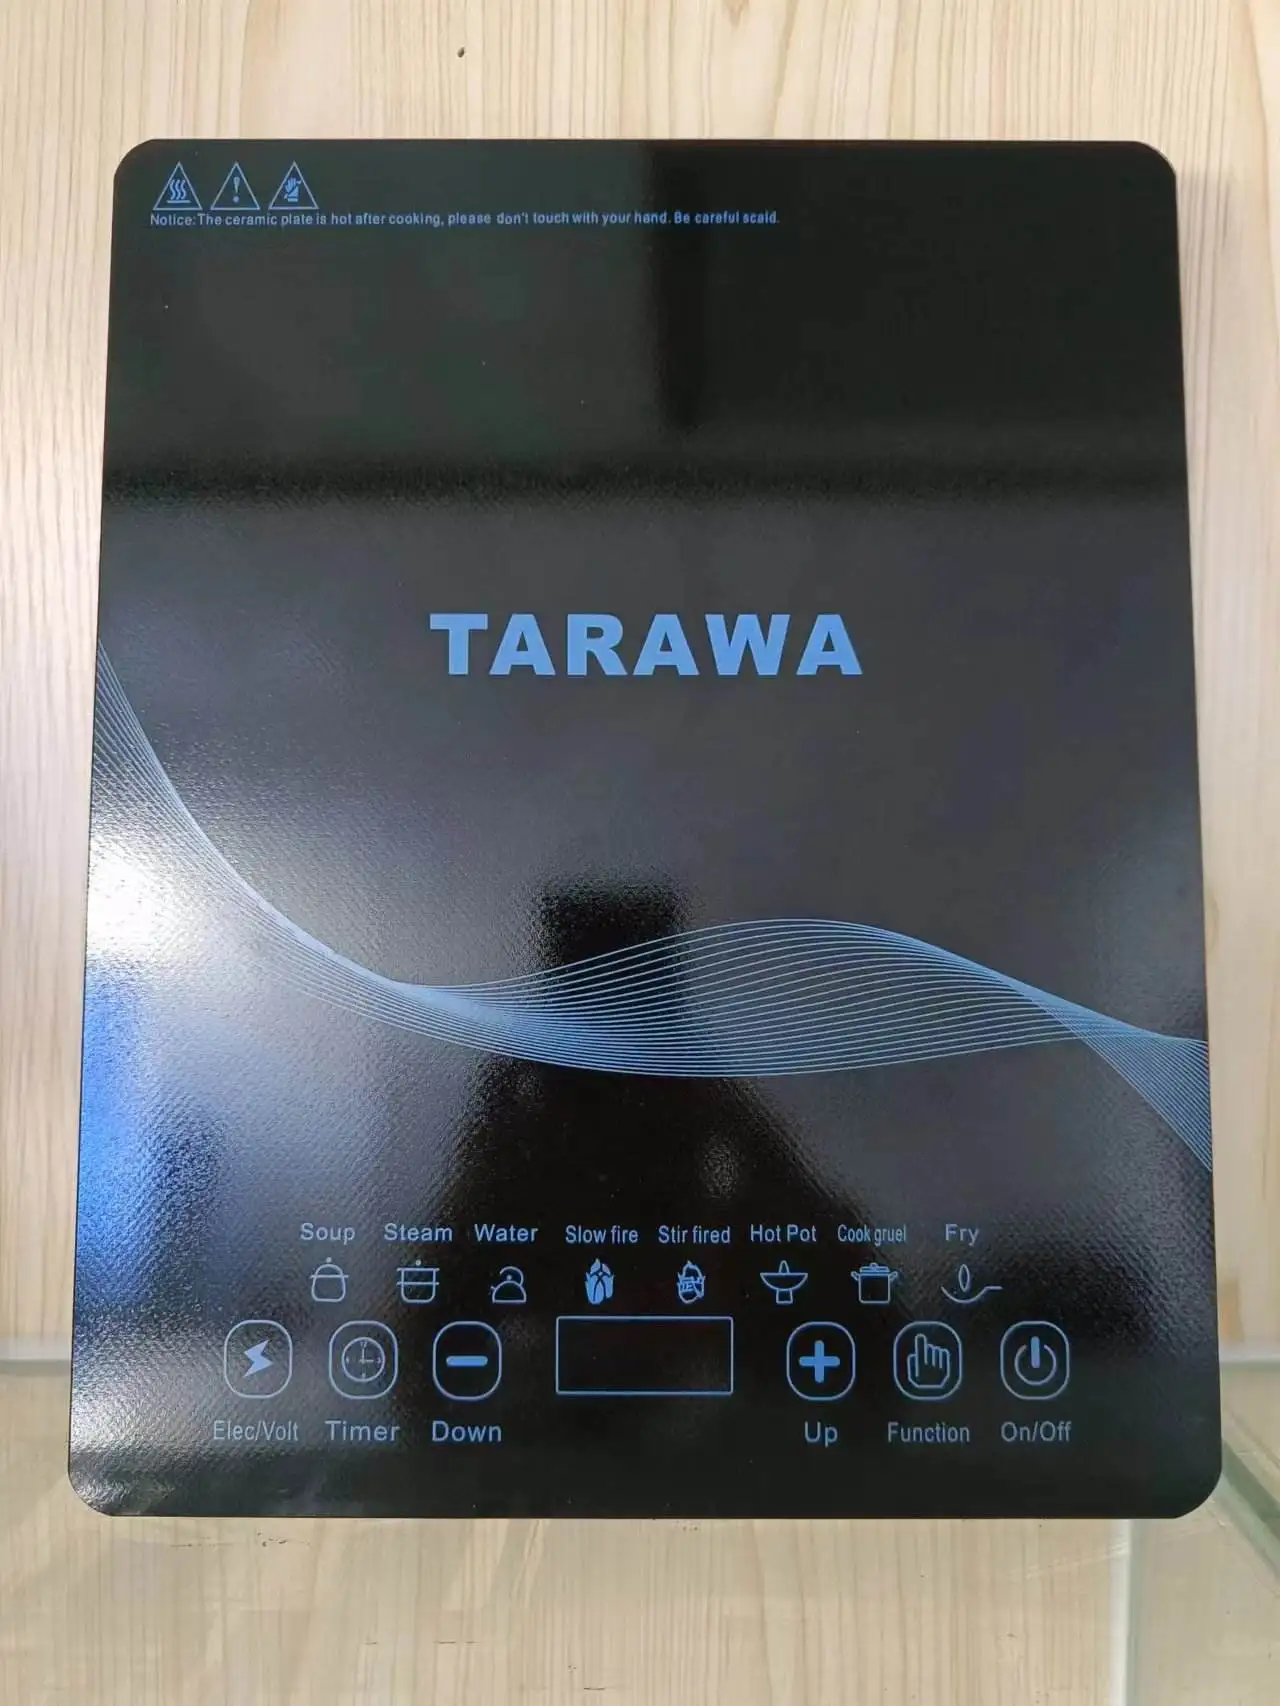 Notice:The ceramic plate is hot after cooking, please don't touch with your hand. Be careful scald.
TARAWA
Soup Steam Water Slow fire Stir fired Hot Pot Cook gruel Fry
Elec/Volt Timer Down Up Function On/Off